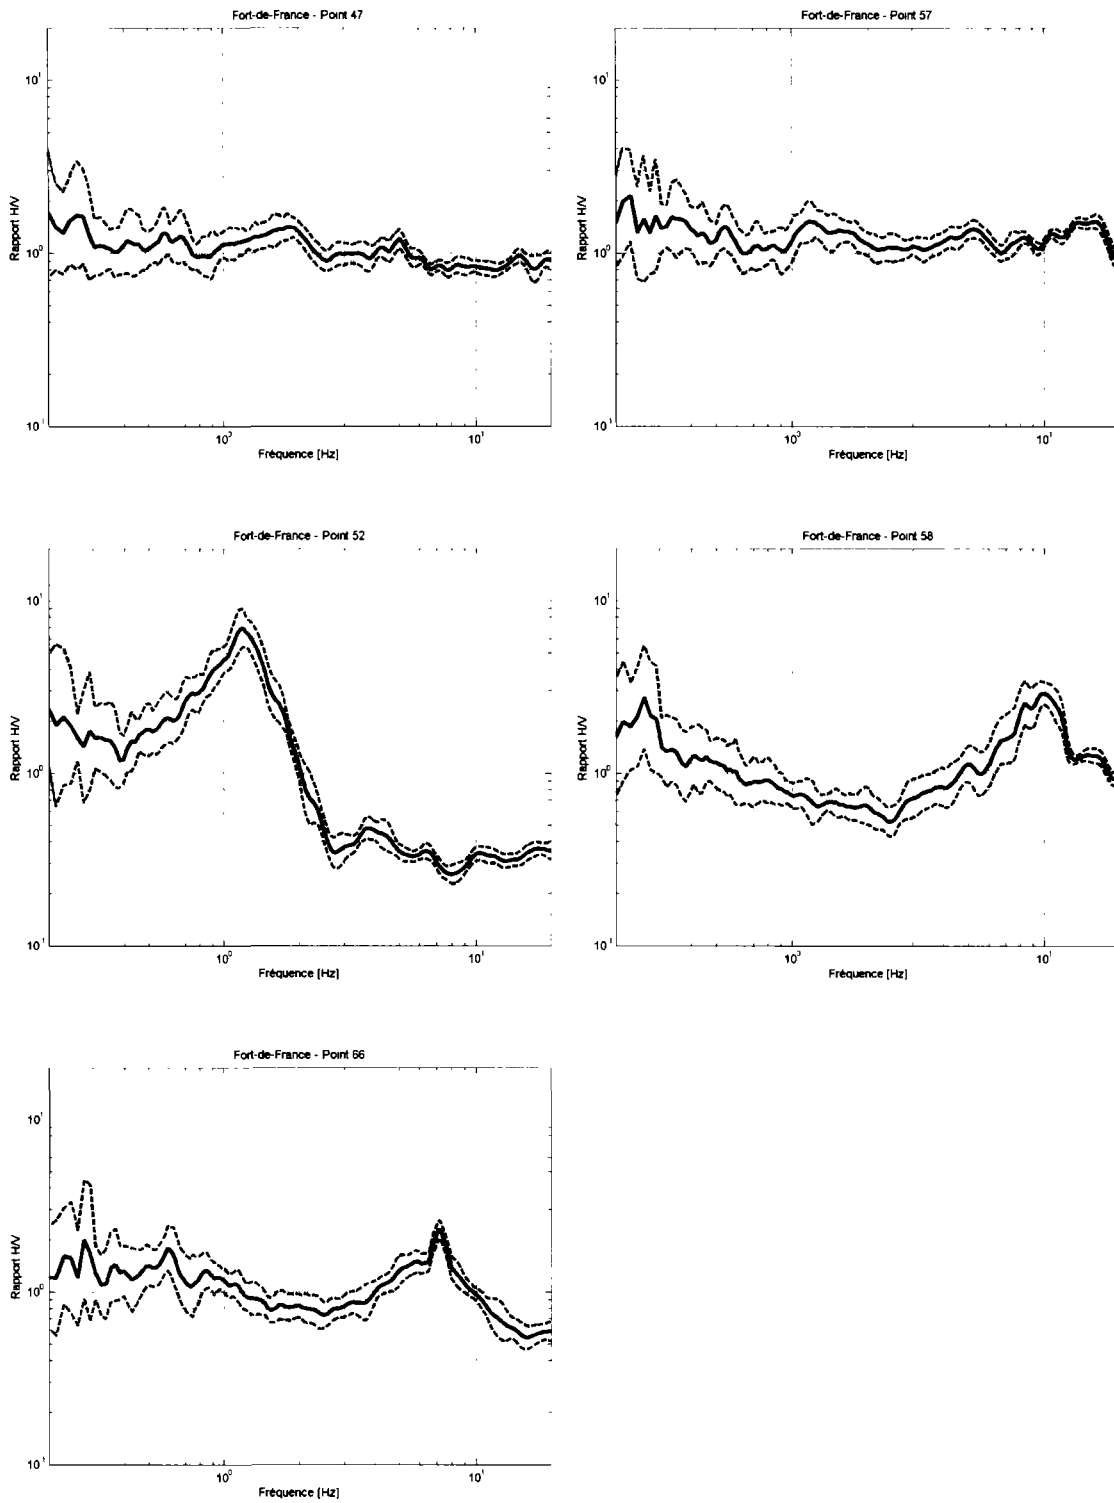 Fort-de-France - Point 47
10¹
Rapport H/V
10⁰
10⁰
10¹
Fréquence [Hz]
Fort-de-France - Point 57
10¹
Rapport H/V
10⁰
10⁰
10¹
Fréquence [Hz]
Fort-de-France - Point 52
10¹
Rapport H/V
10⁰
10⁰
10¹
Fréquence [Hz]
Fort-de-France - Point 58
10¹
Rapport H/V
10⁰
10⁰
10¹
Fréquence [Hz]
Fort-de-France - Point 66
10¹
Rapport H/V
10⁰
10⁰
10¹
Fréquence [Hz]